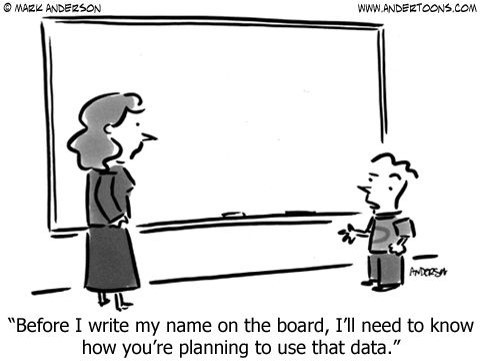 © MARK ANDERSON
WWW.ANDERTOONS.COM
ANDERSON
“Before I write my name on the board, I’ll need to know
how you’re planning to use that data.”